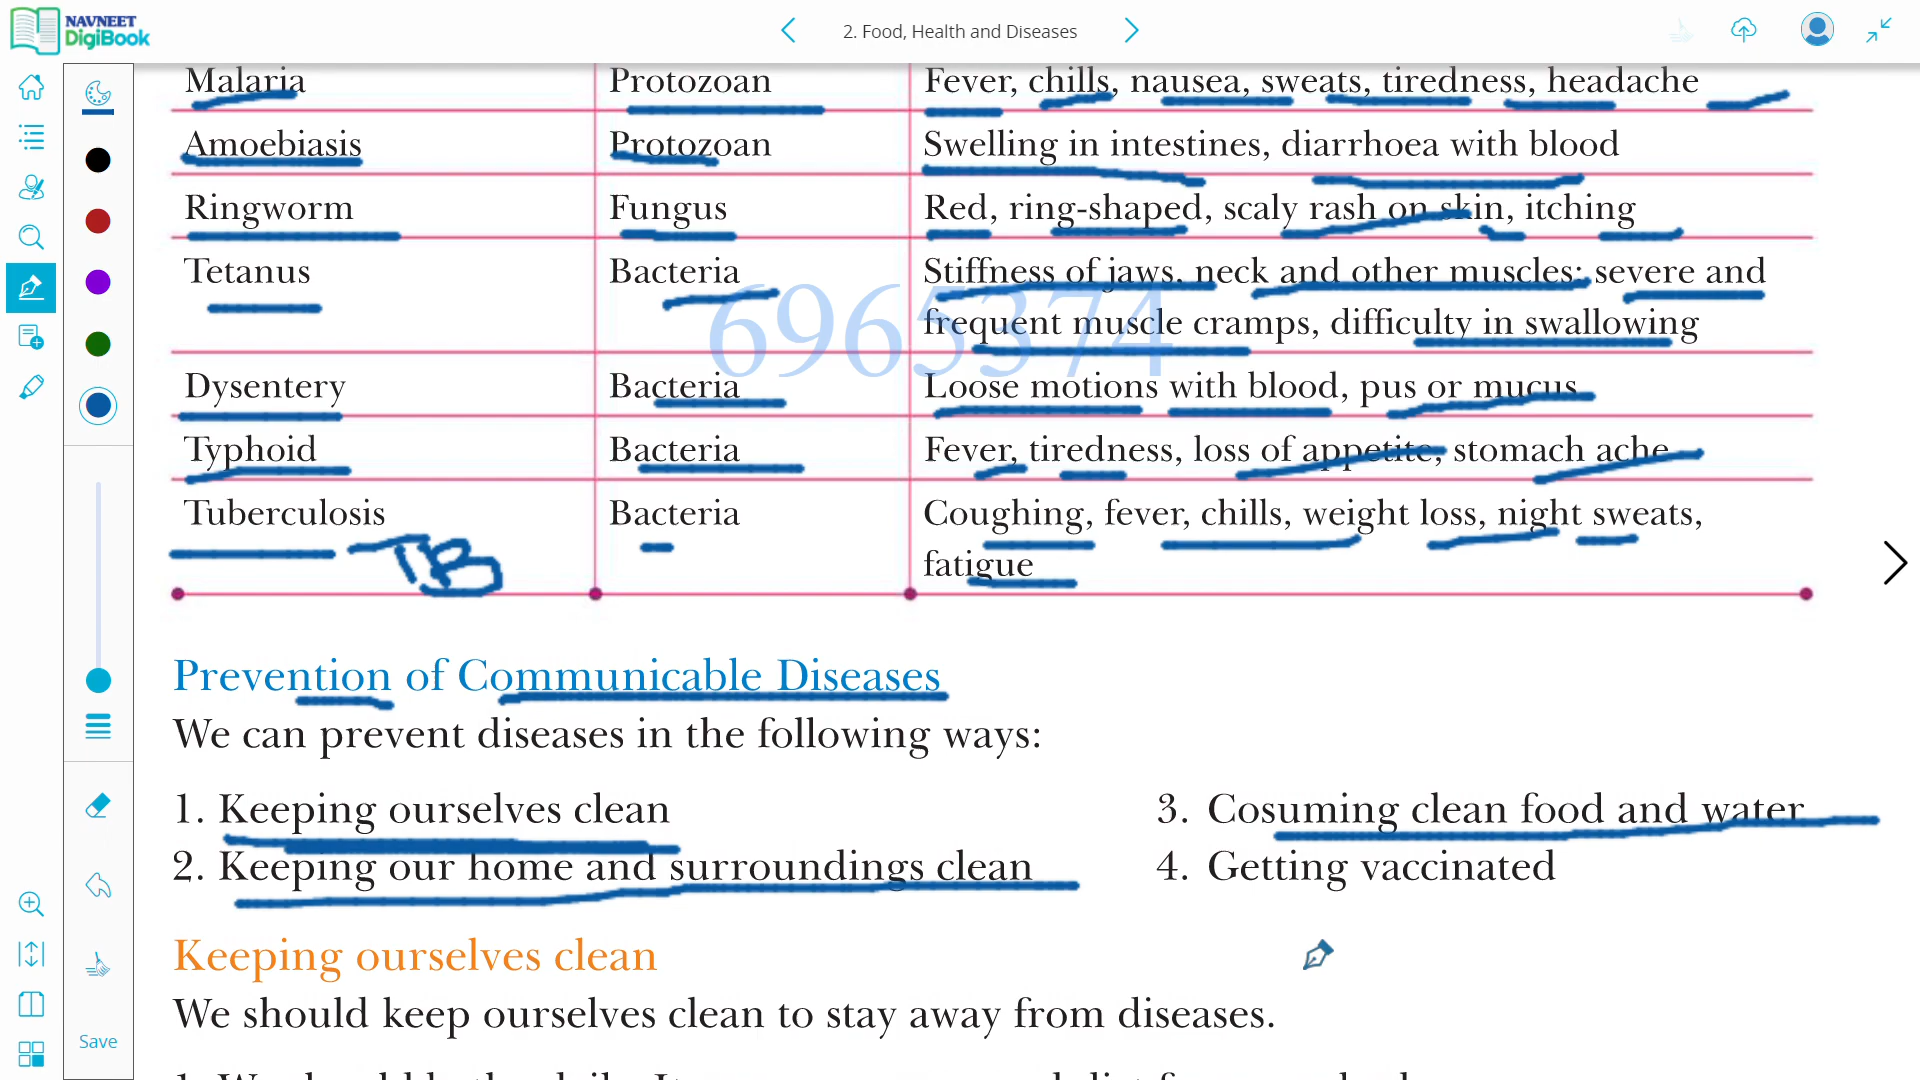 NAVNEET
DigiBook
2. Food, Health and Diseases
Malaria Protozoan Fever, chills, nausea, sweats, tiredness, headache
Amoebiasis Protozoan Swelling in intestines, diarrhoea with blood
Ringworm Fungus Red, ring-shaped, scaly rash on skin, itching
Tetanus Bacteria Stiffness of jaws, neck and other muscles; severe and
frequent muscle cramps, difficulty in swallowing
6965374
Dysentery Bacteria Loose motions with blood, pus or mucus
Typhoid Bacteria Fever, tiredness, loss of appetite, stomach ache
Tuberculosis Bacteria Coughing, fever, chills, weight loss, night sweats,
fatigue
TB
Prevention of Communicable Diseases
We can prevent diseases in the following ways:
1. Keeping ourselves clean
2. Keeping our home and surroundings clean
3. Cosuming clean food and water
4. Getting vaccinated
Keeping ourselves clean
We should keep ourselves clean to stay away from diseases.
Save